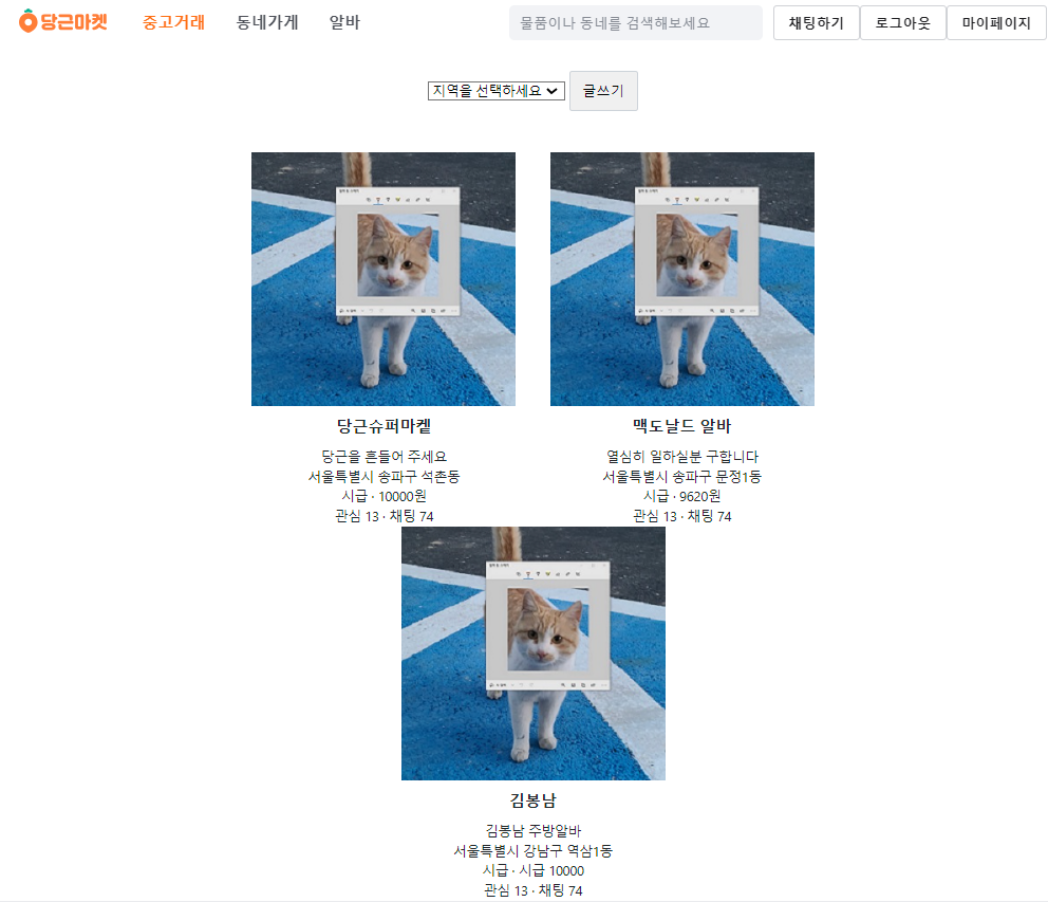 당근마켓 중고거래 동네가게 알바 물품이나 동네를 검색해보세요 채팅하기 로그아웃 마이페이지
지역을 선택하세요 글쓰기
당근슈퍼마켙
당근을 흔들어 주세요
서울특별시 송파구 석촌동
시급 · 10000원
관심 13 · 채팅 74
맥도날드 알바
열심히 일하실분 구합니다
서울특별시 송파구 문정1동
시급 · 9620원
관심 13 · 채팅 74
김봉남
김봉남 주방알바
서울특별시 강남구 역삼1동
시급 · 시급 10000
관심 13 · 채팅 74